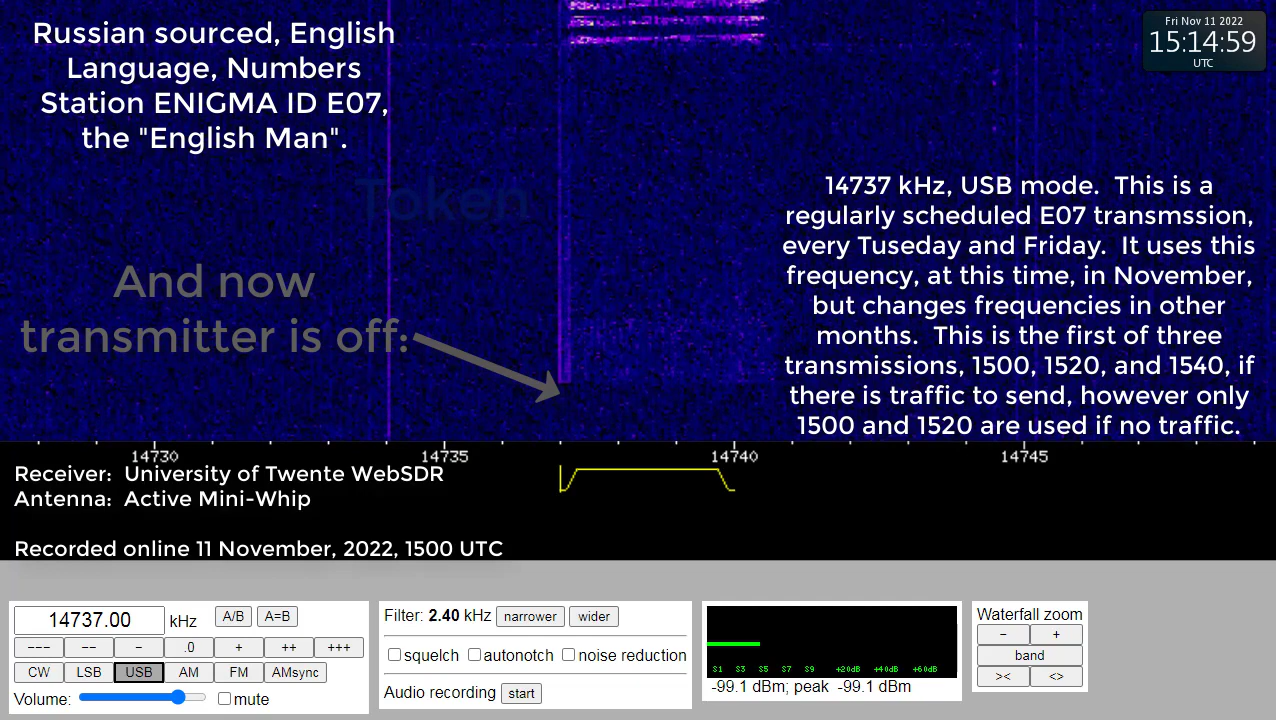 Russian sourced, English
Language, Numbers
Station ENIGMA ID E07,
the "English Man".
Fri Nov 11 2022
15:14:59
UTC
Token
And now
transmitter is off:
14737 kHz, USB mode. This is a
regularly scheduled E07 transmssion,
every Tuseday and Friday. It uses this
frequency, at this time, in November,
but changes frequencies in other
months. This is the first of three
transmissions, 1500, 1520, and 1540, if
there is traffic to send, however only
1500 and 1520 are used if no traffic.
14730 14735 14740 14745
Receiver: University of Twente WebSDR
Antenna: Active Mini-Whip
Recorded online 11 November, 2022, 1500 UTC
14737.00 kHz A/B A=B
--- -- - .0 + ++ +++
CW LSB USB AM FM AMsync
Volume: mute
Filter: 2.40 kHz narrower wider
squelch autonotch noise reduction
Audio recording start
S1 S3 S5 S7 S9 +20dB +40dB +60dB
-99.1 dBm; peak -99.1 dBm
Waterfall zoom
- +
band
>< <>